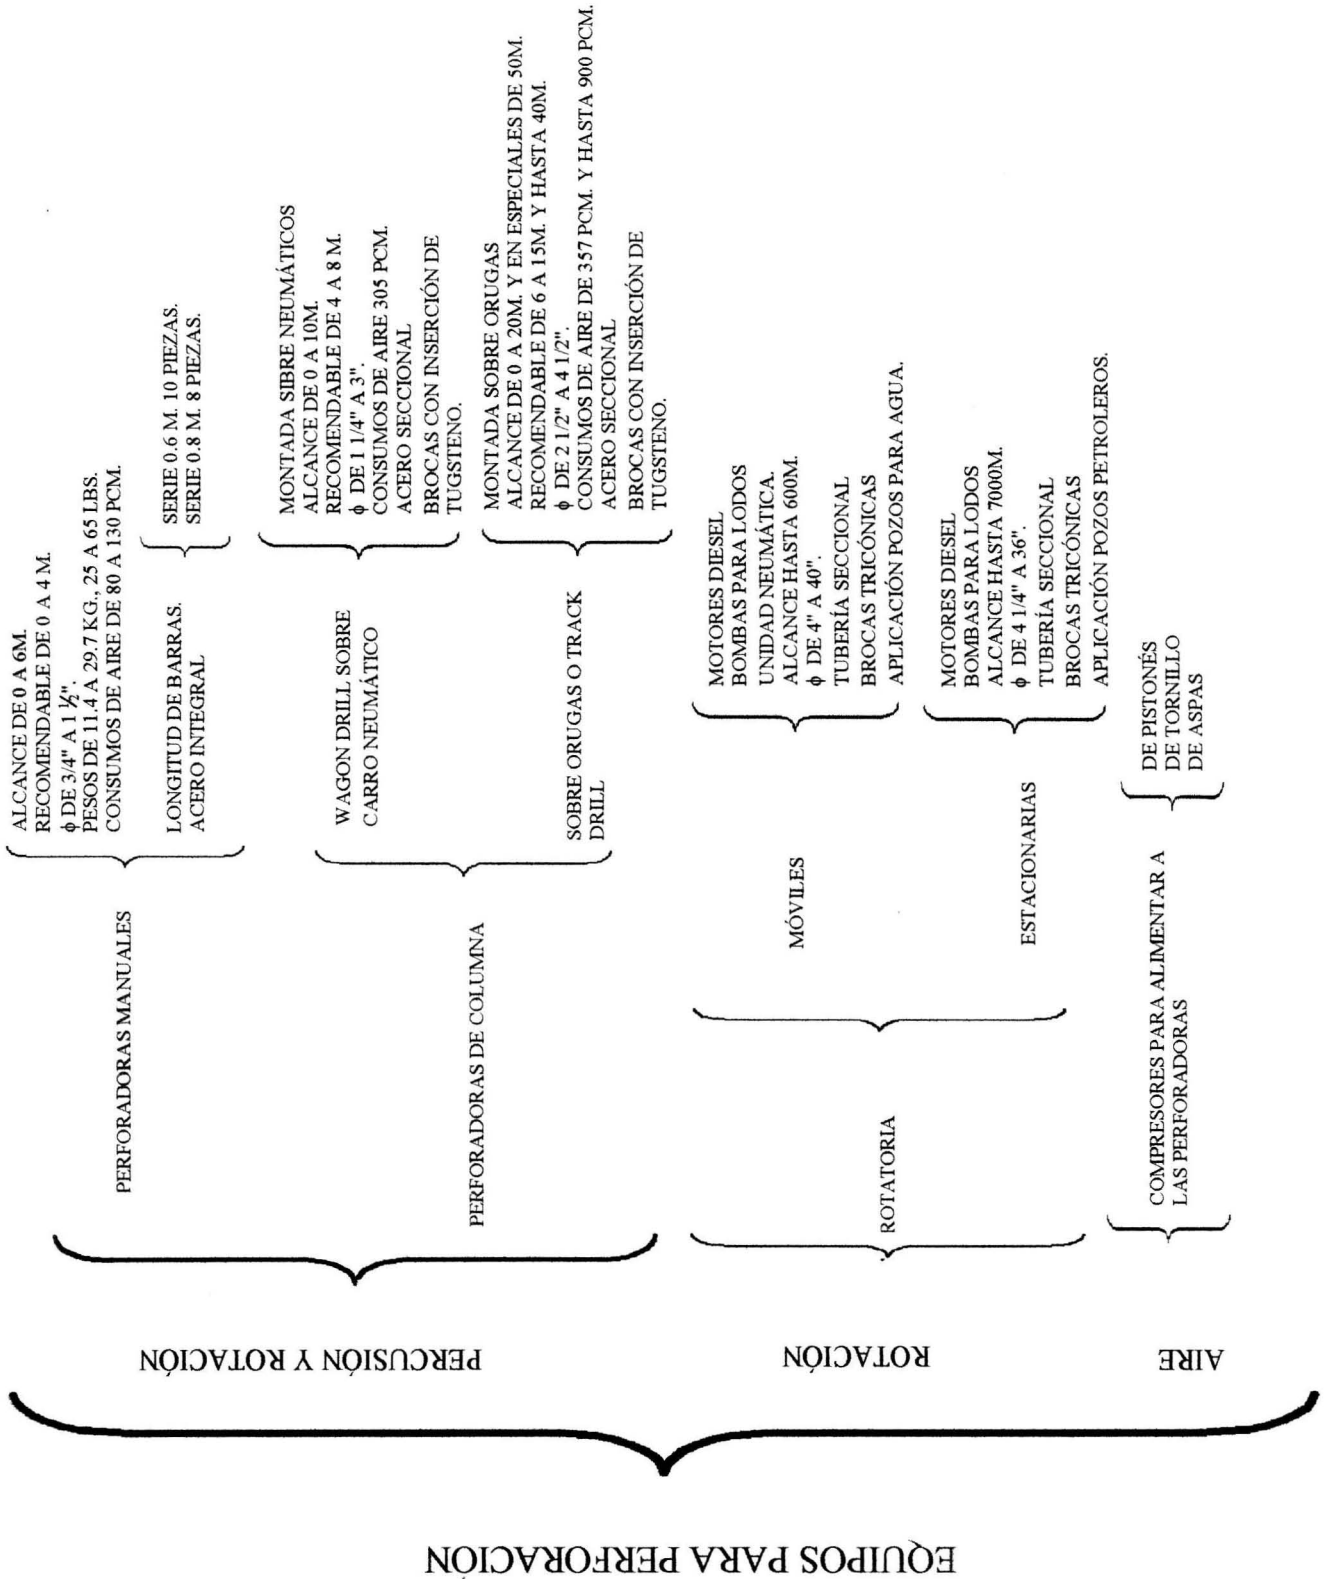 EQUIPOS PARA PERFORACIÓN
PERCUSIÓN Y ROTACIÓN
PERFORADORAS MANUALES
ALCANCE DE 0 A 6M.
RECOMENDABLE DE 0 A 4 M.
ϕ DE 3/4" A 1 ½".
PESOS DE 11.4 A 29.7 KG., 25 A 65 LBS.
CONSUMOS DE AIRE DE 80 A 130 PCM.
LONGITUD DE BARRAS.
ACERO INTEGRAL
SERIE 0.6 M. 10 PIEZAS.
SERIE 0.8 M. 8 PIEZAS.
PERFORADORAS DE COLUMNA
WAGON DRILL SOBRE
CARRO NEUMÁTICO
MONTADA SIBRE NEUMÁTICOS
ALCANCE DE 0 A 10M.
RECOMENDABLE DE 4 A 8 M.
ϕ DE 1 1/4" A 3".
CONSUMOS DE AIRE 305 PCM.
ACERO SECCIONAL
BROCAS CON INSERCIÓN DE
TUGSTENO.
SOBRE ORUGAS O TRACK
DRILL
MONTADA SOBRE ORUGAS
ALCANCE DE 0 A 20M. Y EN ESPECIALES DE 50M.
RECOMENDABLE DE 6 A 15M. Y HASTA 40M.
ϕ DE 2 1/2" A 4 1/2".
CONSUMOS DE AIRE DE 357 PCM. Y HASTA 900 PCM.
ACERO SECCIONAL
BROCAS CON INSERCIÓN DE
TUGSTENO.
ROTACIÓN
ROTATORIA
MÓVILES
MOTORES DIESEL
BOMBAS PARA LODOS
UNIDAD NEUMÁTICA.
ALCANCE HASTA 600M.
ϕ DE 4" A 40".
TUBERÍA SECCIONAL
BROCAS TRICÓNICAS
APLICACIÓN POZOS PARA AGUA.
ESTACIONARIAS
MOTORES DIESEL
BOMBAS PARA LODOS
ALCANCE HASTA 7000M.
ϕ DE 4 1/4" A 36".
TUBERÍA SECCIONAL
BROCAS TRICÓNICAS
APLICACIÓN POZOS PETROLEROS.
AIRE
COMPRESORES PARA ALIMENTAR A
LAS PERFORADORAS
DE PISTONES
DE TORNILLO
DE ASPAS